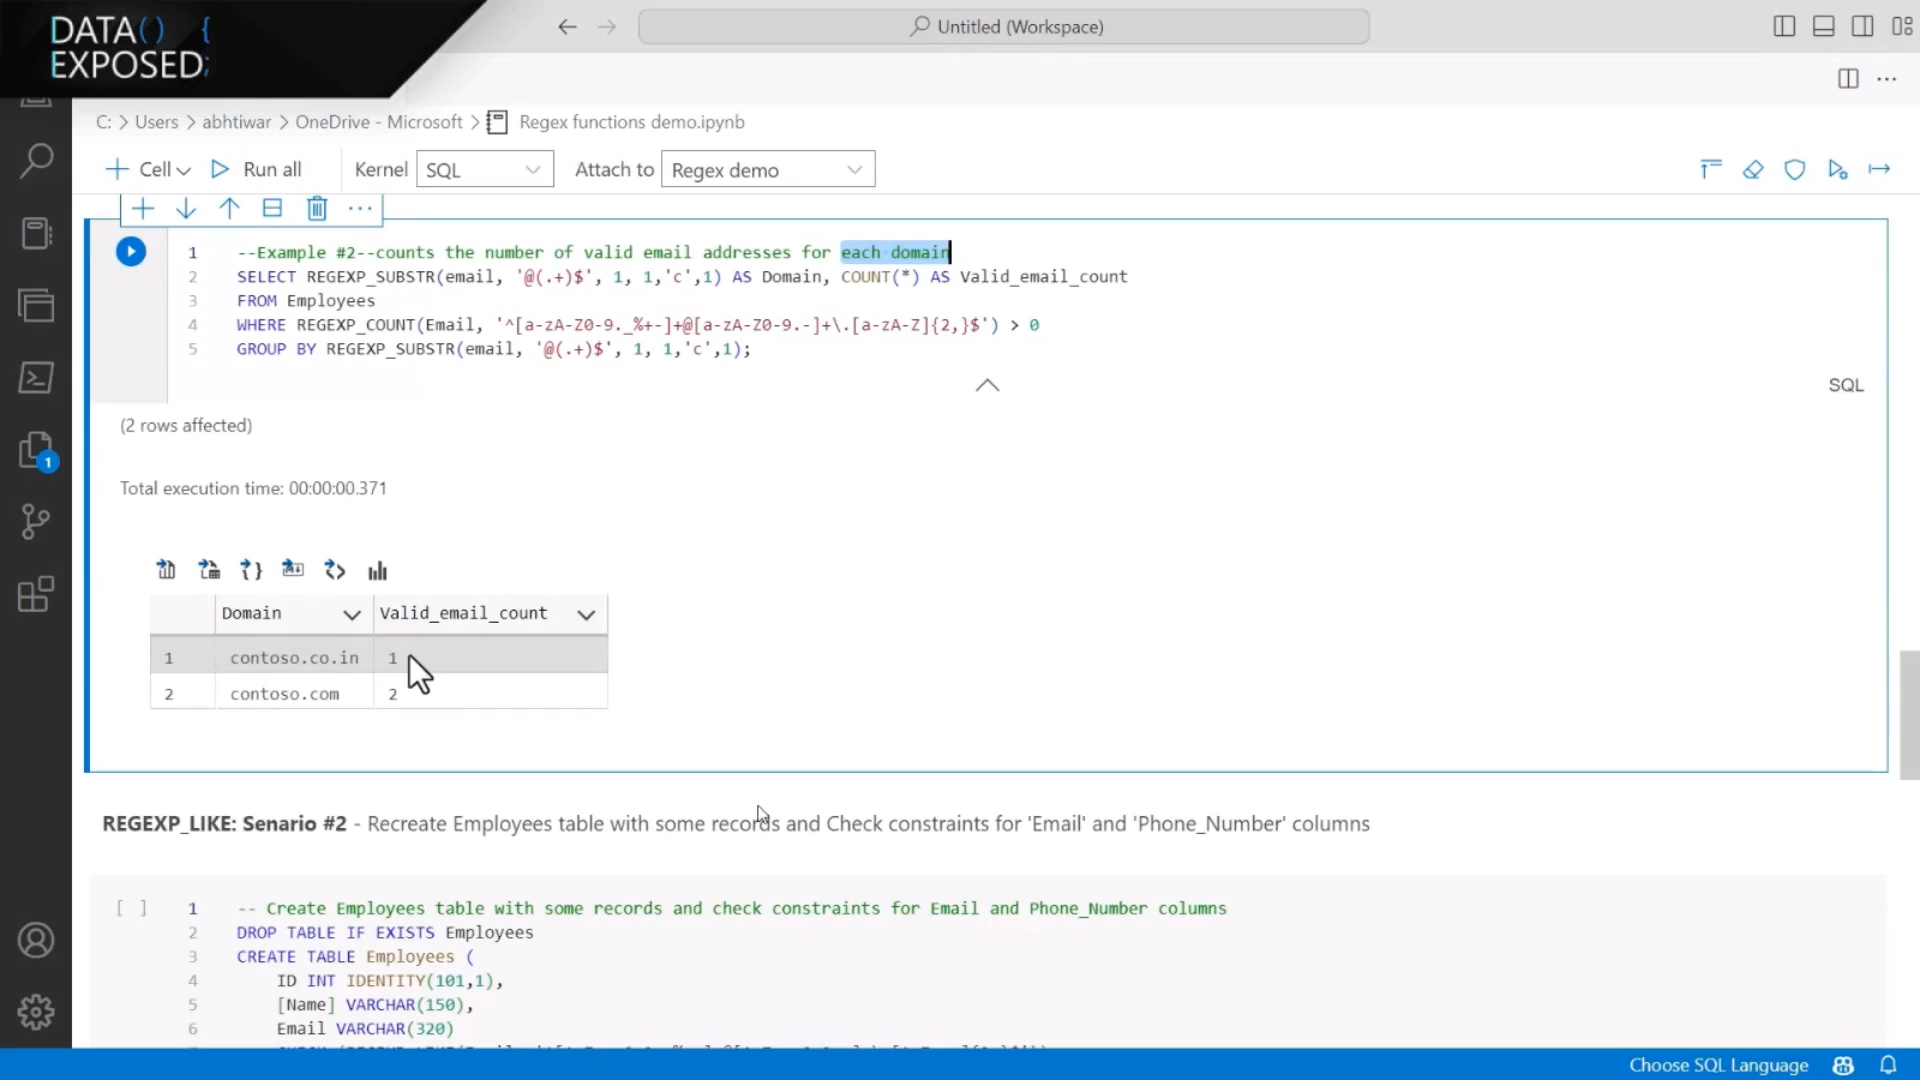 DATA() {
EXPOSED;
Untitled (Workspace)
C: > Users > abhtiwar > OneDrive - Microsoft > Regex functions demo.ipynb
Cell Run all Kernel SQL Attach to Regex demo
1 --Example #2--counts the number of valid email addresses for each domain
2 SELECT REGEXP_SUBSTR(email, '@(.+)$', 1, 1,'c',1) AS Domain, COUNT(*) AS Valid_email_count
3 FROM Employees
4 WHERE REGEXP_COUNT(Email, '^[a-zA-Z0-9._%+-]+@[a-zA-Z0-9.-]+\.[a-zA-Z]{2,}$') > 0
5 GROUP BY REGEXP_SUBSTR(email, '@(.+)$', 1, 1,'c',1);
SQL
(2 rows affected)
1
Total execution time: 00:00:00.371
Domain Valid_email_count
1 contoso.co.in 1
2 contoso.com 2
REGEXP_LIKE: Senario #2 - Recreate Employees table with some records and Check constraints for 'Email' and 'Phone_Number' columns
[ ] 1 -- Create Employees table with some records and check constraints for Email and Phone_Number columns
2 DROP TABLE IF EXISTS Employees
3 CREATE TABLE Employees (
4 ID INT IDENTITY(101,1),
5 [Name] VARCHAR(150),
6 Email VARCHAR(320)
Choose SQL Language